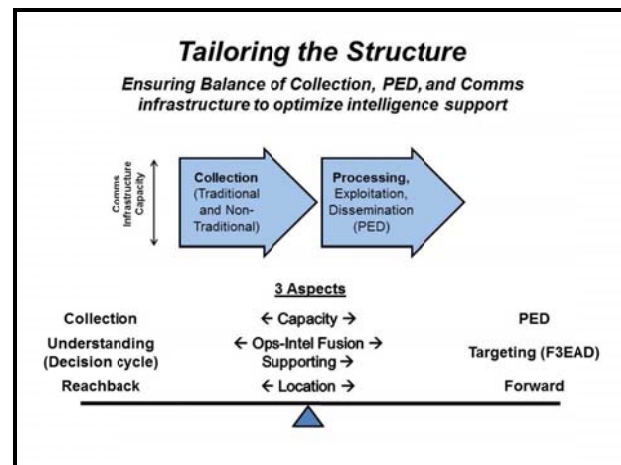 Tailoring the Structure
Ensuring Balance of Collection, PED, and Comms
infrastructure to optimize intelligence support
Comms
Infrastructure
Capacity
Collection
(Traditional
and Non-
Traditional)
Processing,
Exploitation,
Dissemination
(PED)
3 Aspects
Collection
← Capacity →
PED
Understanding
(Decision cycle)
← Ops-Intel Fusion →
Supporting →
Targeting (F3EAD)
Reachback
← Location →
Forward